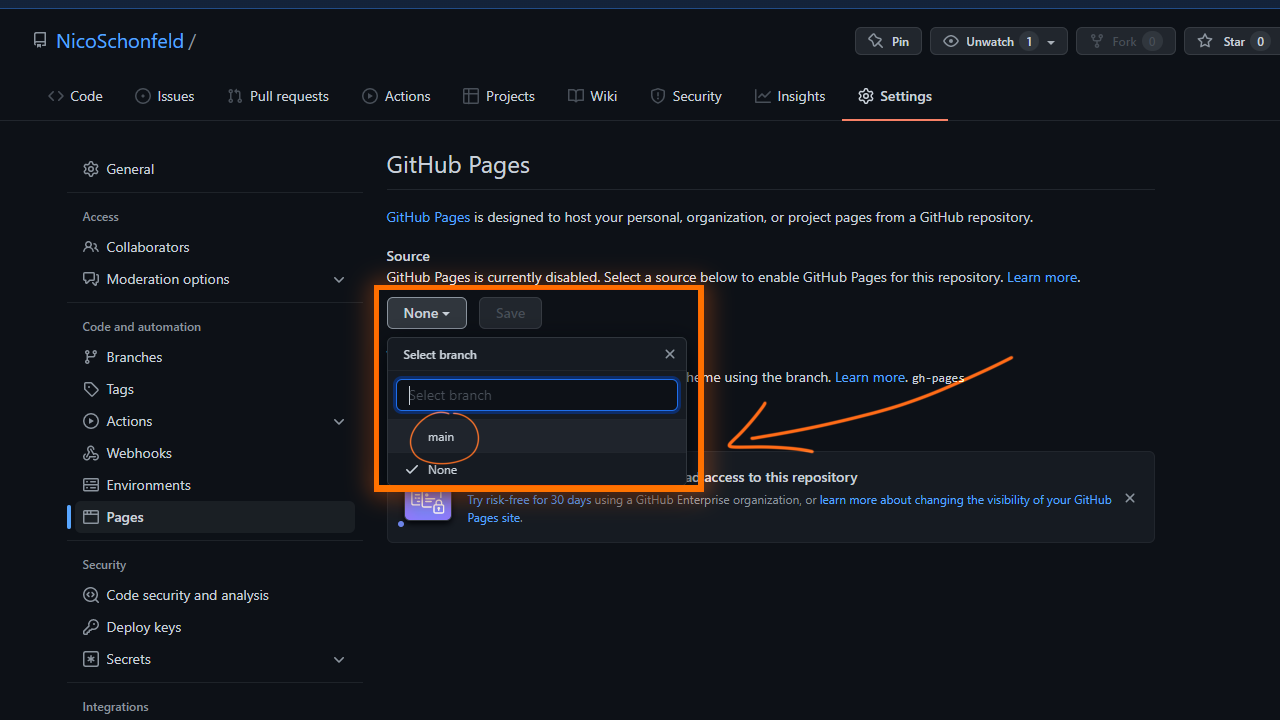 NicoSchonfeld /
Pin
Unwatch 1
Fork 0
Star 0
Code
Issues
Pull requests
Actions
Projects
Wiki
Security
Insights
Settings
General
Access
Collaborators
Moderation options
Code and automation
Branches
Tags
Actions
Webhooks
Environments
Pages
Security
Code security and analysis
Deploy keys
Secrets
Integrations
GitHub Pages
GitHub Pages is designed to host your personal, organization, or project pages from a GitHub repository.
Source
GitHub Pages is currently disabled. Select a source below to enable GitHub Pages for this repository. Learn more.
None
Save
Select branch
Select branch
main
None
using the branch. Learn more. gh-pages
access to this repository
Try risk-free for 30 days using a GitHub Enterprise organization, or learn more about changing the visibility of your GitHub
Pages site.